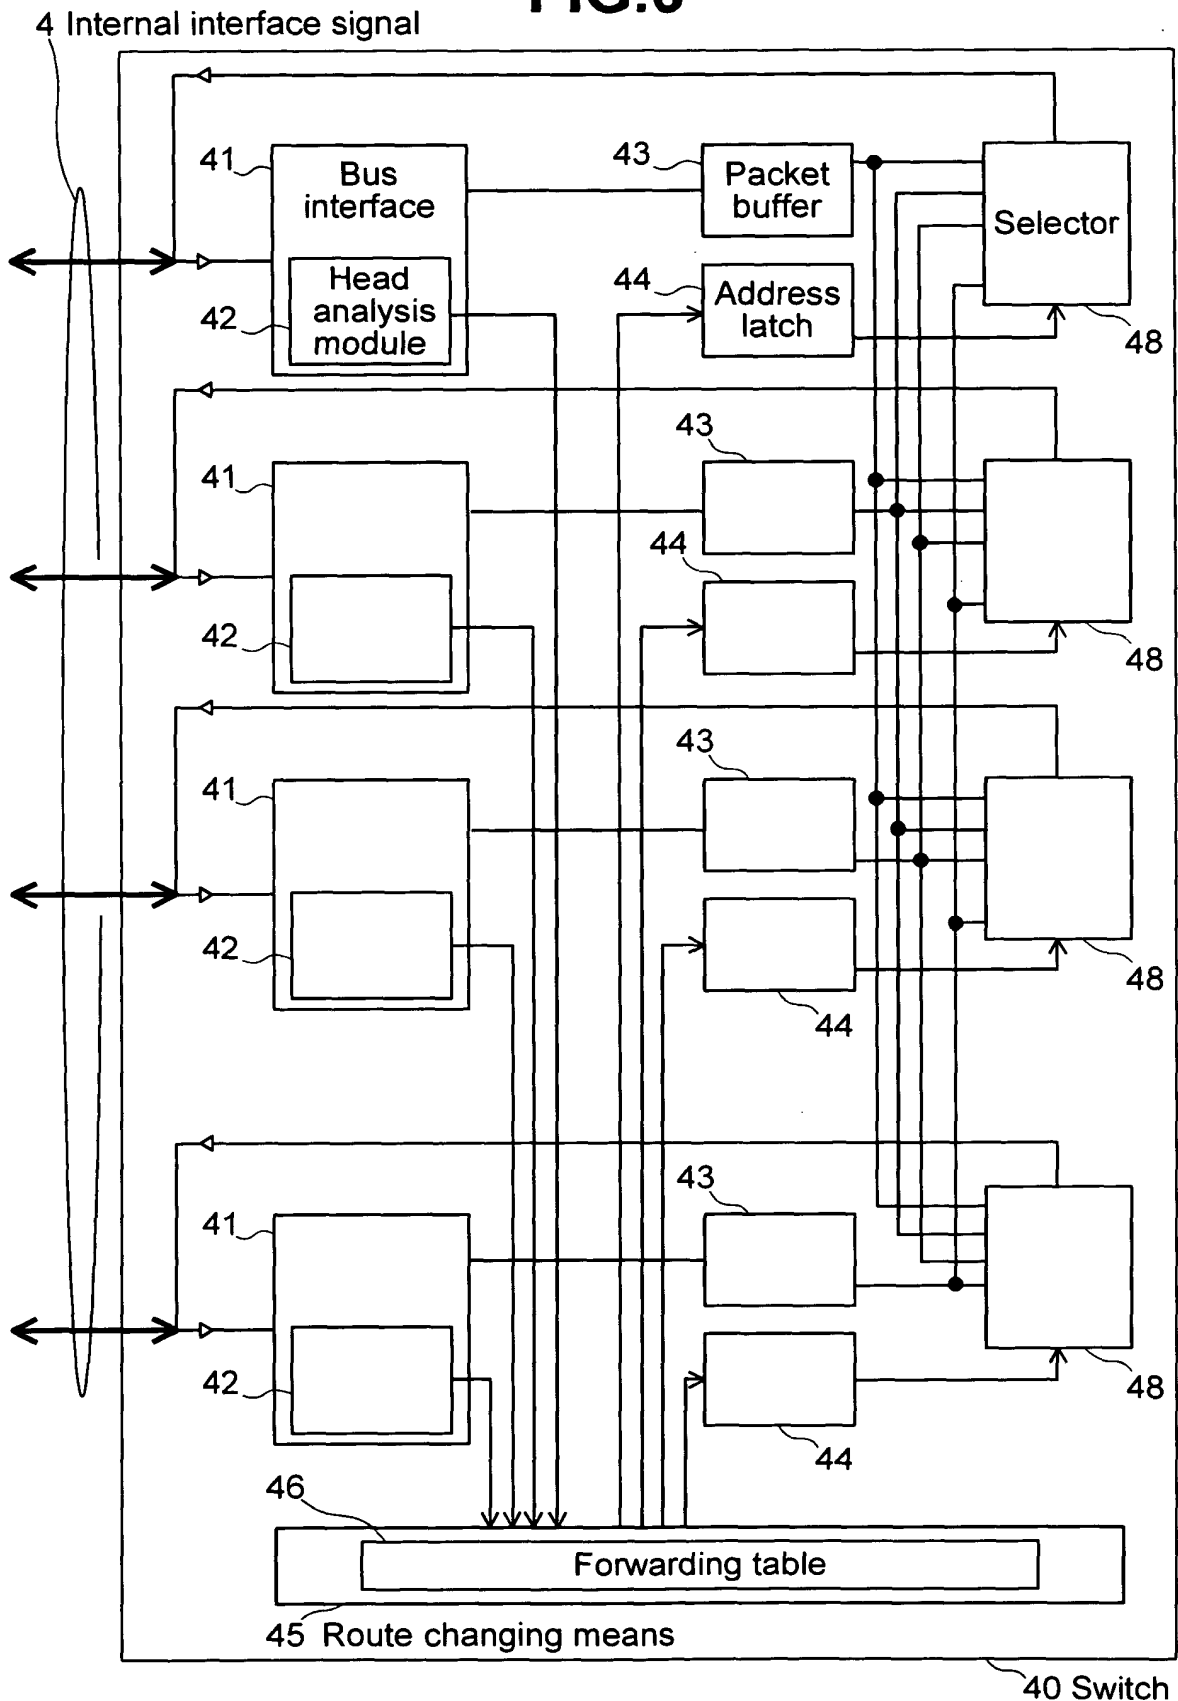 4 Internal interface signal
41
Bus
interface
42
Head
analysis
module
43
Packet
buffer
44
Address
latch
Selector
48
41
42
43
44
48
41
42
43
44
48
41
42
43
44
48
46
Forwarding table
45 Route changing means
40 Switch